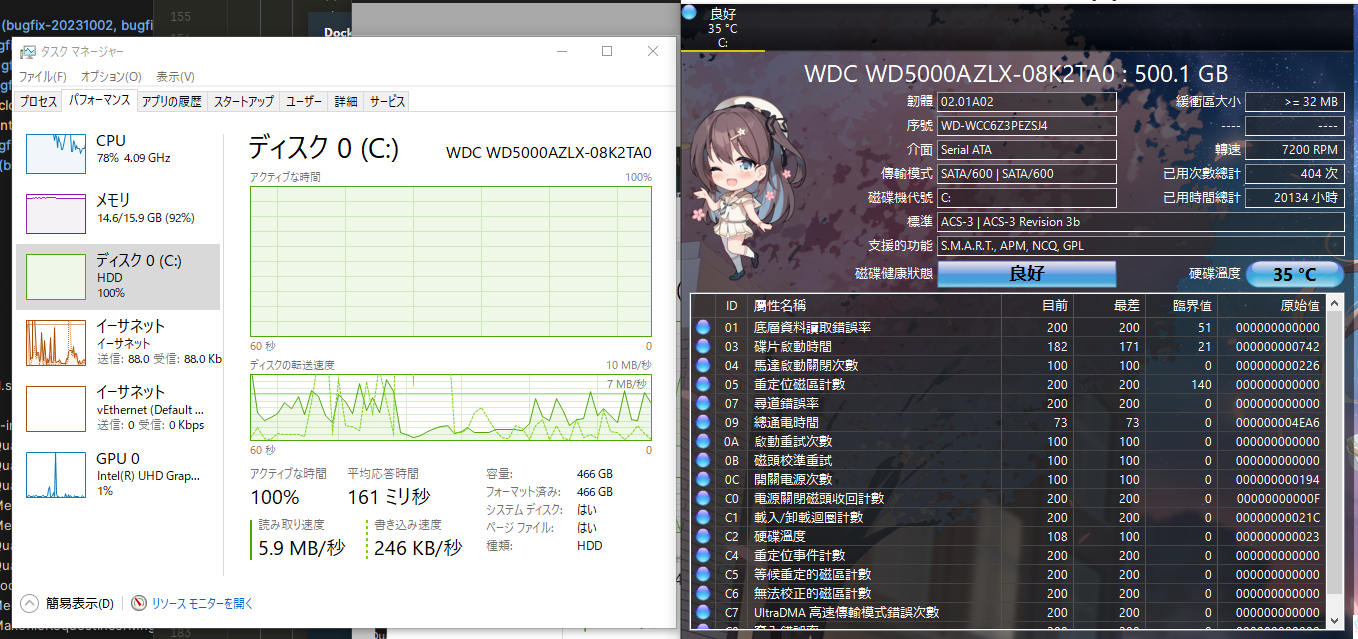 (bugfix-20231002, bugfi
155
Dock
タスク マネージャー
ファイル(F) オプション(O) 表示(V)
プロセス パフォーマンス アプリの履歴 スタートアップ ユーザー 詳細 サービス
CPU
78% 4.09 GHz
メモリ
14.6/15.9 GB (92%)
ディスク 0 (C:)
HDD
100%
イーサネット
イーサネット
送信: 88.0 受信: 88.0 Kb
イーサネット
vEthernet (Default ...
送信: 0 受信: 0 Kbps
GPU 0
Intel(R) UHD Grap...
1%
ディスク 0 (C:)
WDC WD5000AZLX-08K2TA0
アクティブな時間 100%
60 秒 0
ディスクの転送速度 10 MB/秒
7 MB/秒
60 秒 0
アクティブな時間 平均応答時間
100% 161 ミリ秒
読み取り速度 書き込み速度
5.9 MB/秒 246 KB/秒
容量: 466 GB
フォーマット済み: 466 GB
システム ディスク: はい
ページ ファイル: はい
種類: HDD
簡易表示(D) リソース モニターを開く
183
良好
35 °C
C:
WDC WD5000AZLX-08K2TA0 : 500.1 GB
韌體 02.01A02 緩衝區大小 >= 32 MB
序號 WD-WCC6Z3PEZSJ4 ---- ----
介面 Serial ATA 轉速 7200 RPM
傳輸模式 SATA/600 | SATA/600 已用次數總計 404 次
磁碟機代號 C: 已用時間總計 20134 小時
標準 ACS-3 | ACS-3 Revision 3b
支援的功能 S.M.A.R.T., APM, NCQ, GPL
磁碟健康狀態 良好 硬碟溫度 35 °C
ID 屬性名稱 目前 最差 臨界值 原始值
01 底層資料讀取錯誤率 200 200 51 000000000000
03 碟片啟動時間 182 171 21 000000000742
04 馬達啟動關閉次數 100 100 0 000000000226
05 重定位磁區計數 200 200 140 000000000000
07 尋道錯誤率 200 200 0 000000000000
09 總通電時間 73 73 0 000000004EA6
0A 啟動重試次數 100 100 0 000000000000
0B 磁頭校準重試 100 100 0 000000000000
0C 開關電源次數 100 100 0 000000000194
C0 電源關閉磁頭收回計數 200 200 0 00000000000F
C1 載入/卸載迴圈計數 200 200 0 00000000021C
C2 硬碟溫度 108 100 0 000000000023
C4 重定位事件計數 200 200 0 000000000000
C5 等候重定的磁區計數 200 200 0 000000000000
C6 無法校正的磁區計數 200 200 0 000000000000
C7 UltraDMA 高速傳輸模式錯誤次數 200 200 0 000000000000